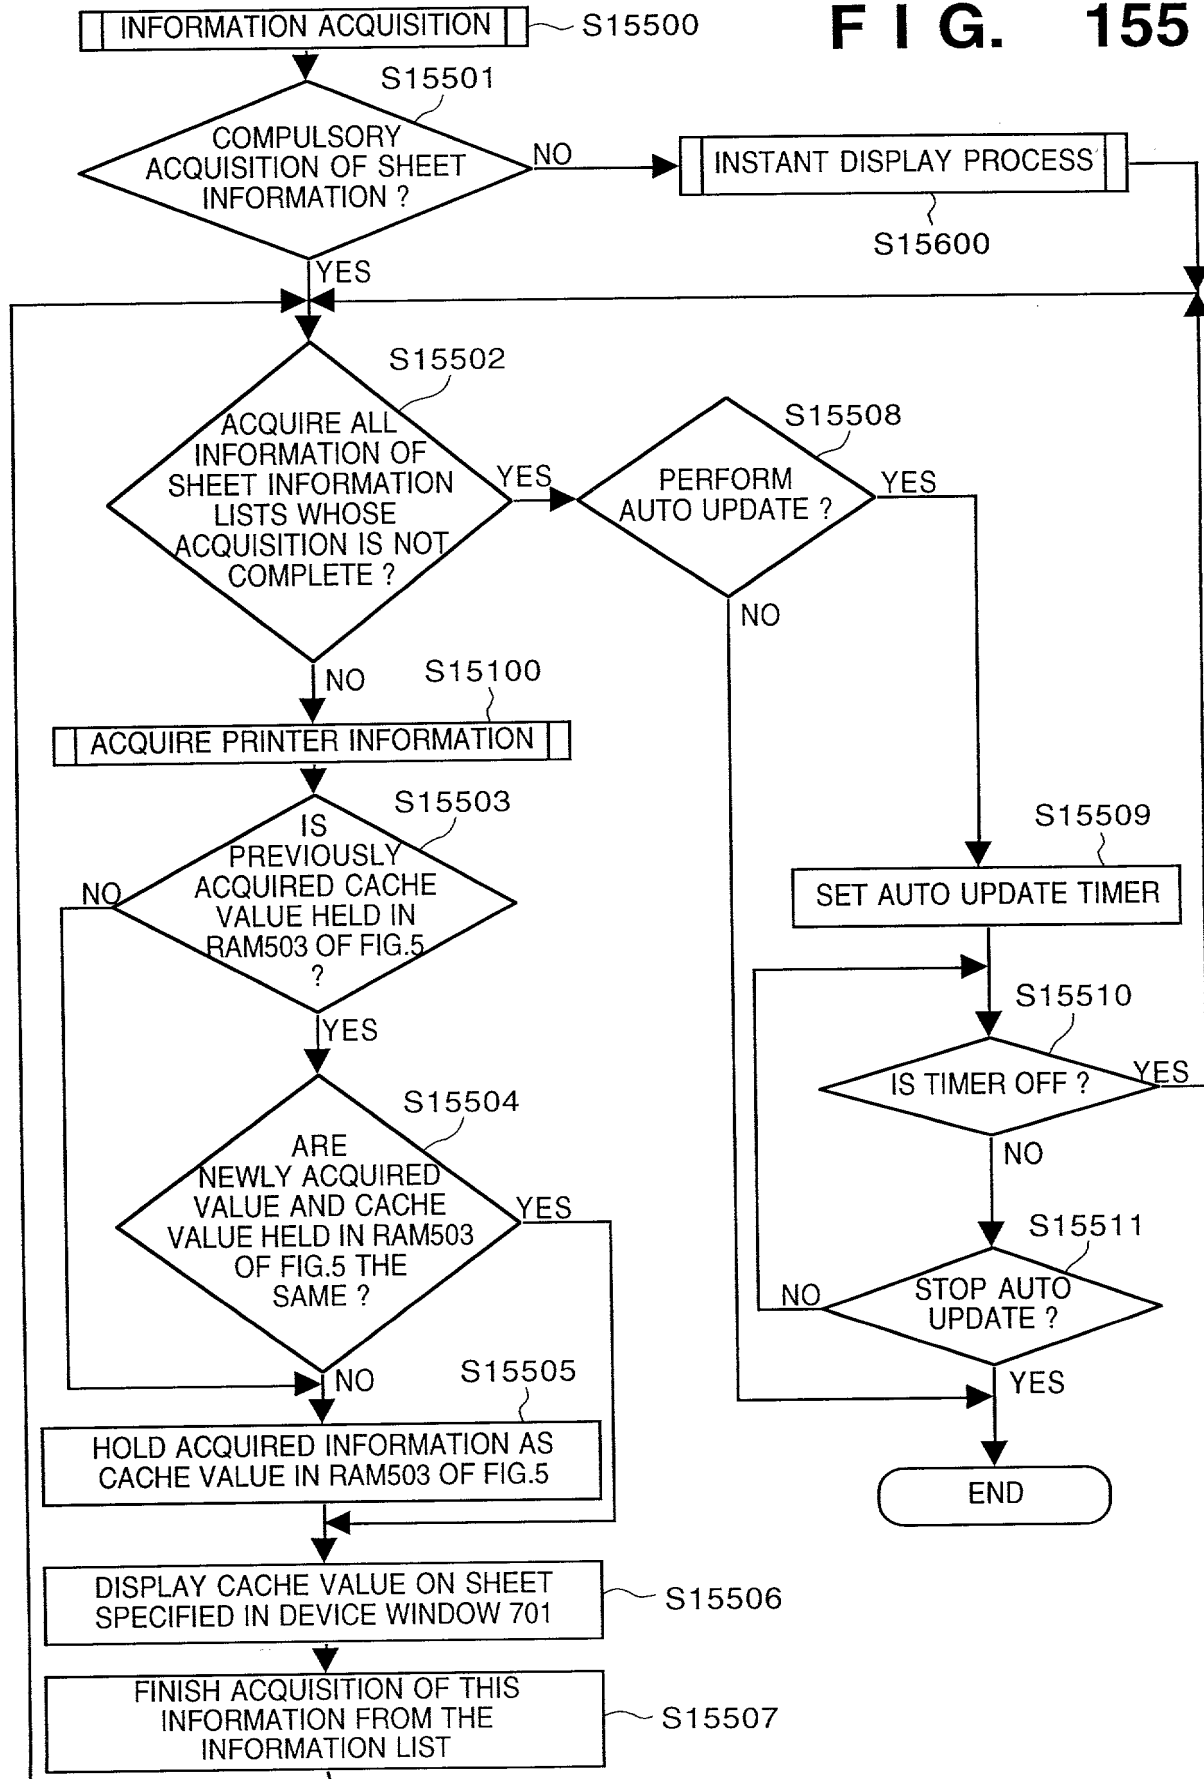 FIG. 155
INFORMATION ACQUISITION
S15500
S15501
COMPULSORY
ACQUISITION OF SHEET
INFORMATION ?
NO
INSTANT DISPLAY PROCESS
S15600
YES
S15502
ACQUIRE ALL
INFORMATION OF
SHEET INFORMATION
LISTS WHOSE
ACQUISITION IS NOT
COMPLETE ?
YES
S15508
PERFORM
AUTO UPDATE ?
YES
NO
NO
S15100
ACQUIRE PRINTER INFORMATION
S15503
IS
PREVIOUSLY
ACQUIRED CACHE
VALUE HELD IN
RAM503 OF FIG.5
?
NO
YES
S15509
SET AUTO UPDATE TIMER
S15510
IS TIMER OFF ?
YES
NO
S15504
ARE
NEWLY ACQUIRED
VALUE AND CACHE
VALUE HELD IN RAM503
OF FIG.5 THE
SAME ?
YES
NO
S15511
STOP AUTO
UPDATE ?
NO
YES
S15505
HOLD ACQUIRED INFORMATION AS
CACHE VALUE IN RAM503 OF FIG.5
END
DISPLAY CACHE VALUE ON SHEET
SPECIFIED IN DEVICE WINDOW 701
S15506
FINISH ACQUISITION OF THIS
INFORMATION FROM THE
INFORMATION LIST
S15507